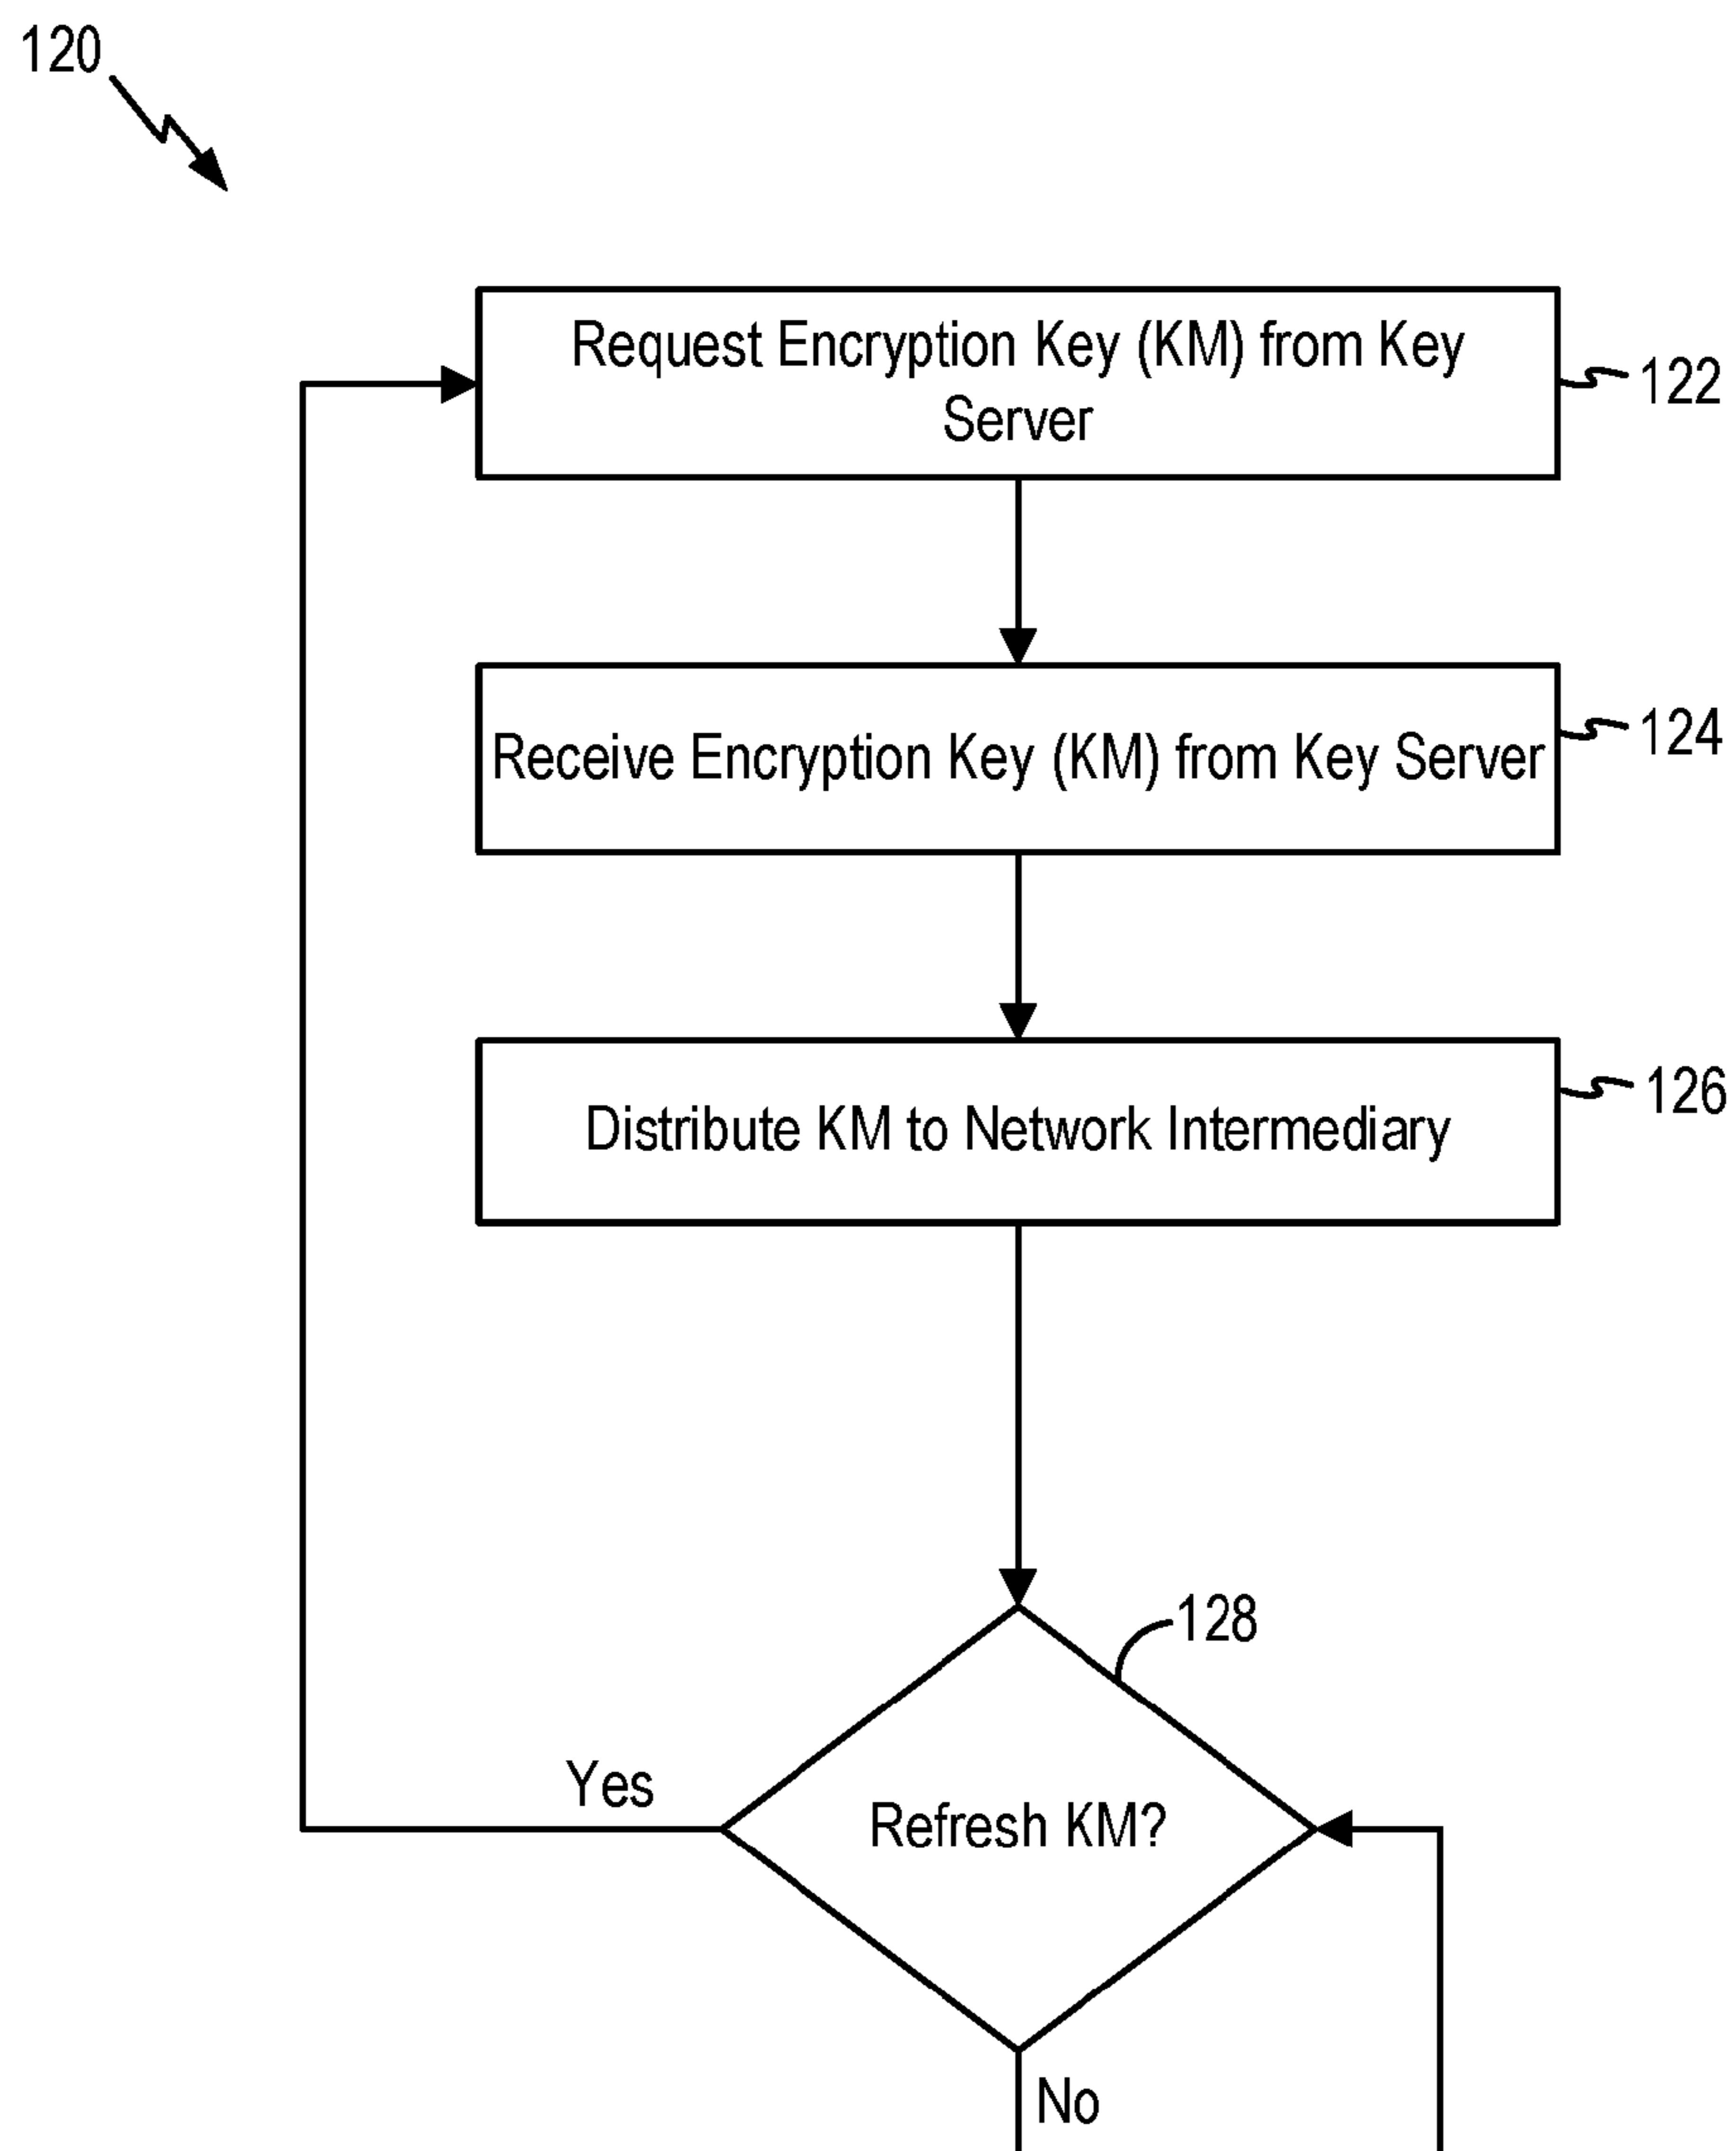 120
Request Encryption Key (KM) from Key
Server
122
Receive Encryption Key (KM) from Key Server
124
Distribute KM to Network Intermediary
126
128
Yes
Refresh KM?
No